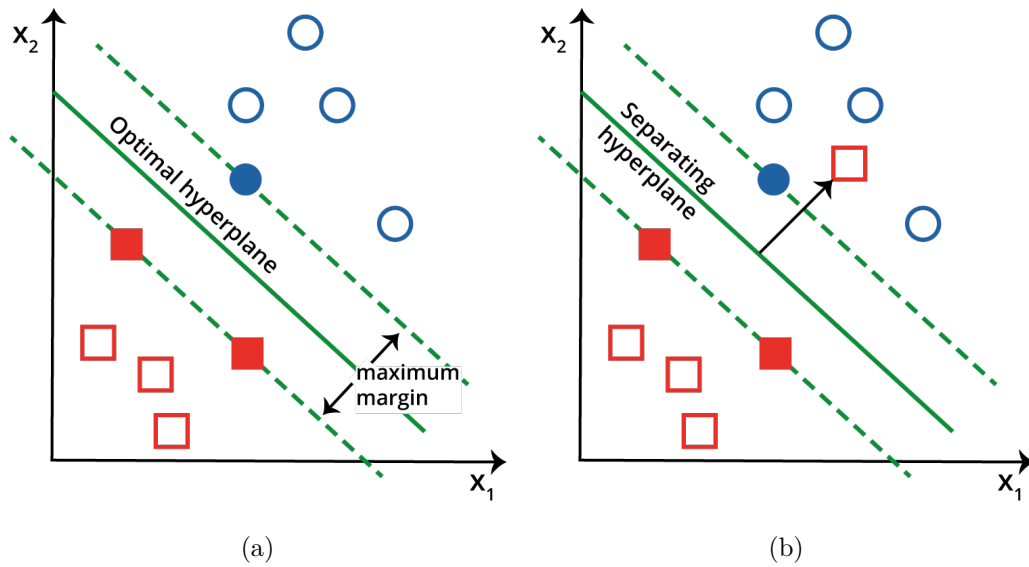 X2
Optimal hyperplane
maximum
margin
X1
(a)
X2
Separating
hyperplane
X1
(b)